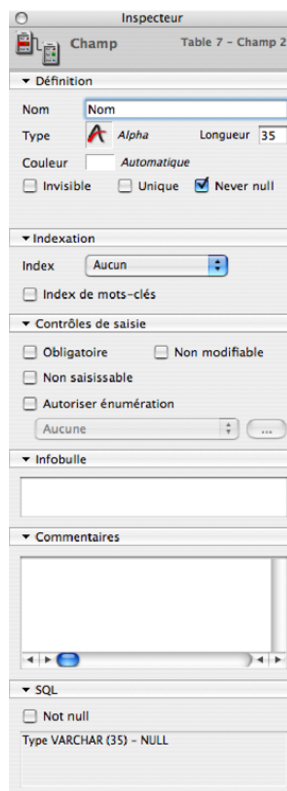 Inspecteur
Champ Table 7 - Champ 2
Définition
Nom Nom
Type Alpha Longueur 35
Couleur Automatique
Invisible Unique Never null
Indexation
Index Aucun
Index de mots-clés
Contrôles de saisie
Obligatoire Non modifiable
Non saisissable
Autoriser énumération
Aucune ...
Infobulle
Commentaires
SQL
Not null
Type VARCHAR (35) - NULL